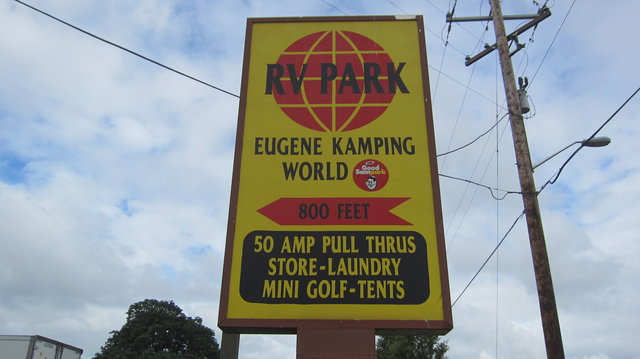 RV PARK
EUGENE KAMPING
WORLD
Good
Sampark
800 FEET
50 AMP PULL THRUS
STORE-LAUNDRY
MINI GOLF-TENTS